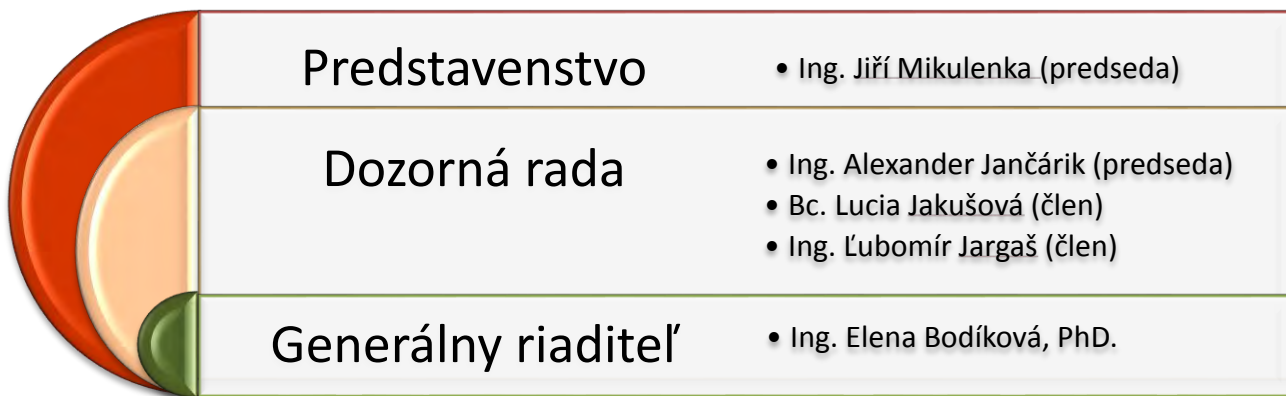 Predstavenstvo
• Ing. Jiří Mikulenka (predseda)
Dozorná rada
• Ing. Alexander Jančárik (predseda)
• Bc. Lucia Jakušová (člen)
• Ing. Ľubomír Jargaš (člen)
Generálny riaditeľ
• Ing. Elena Bodíková, PhD.